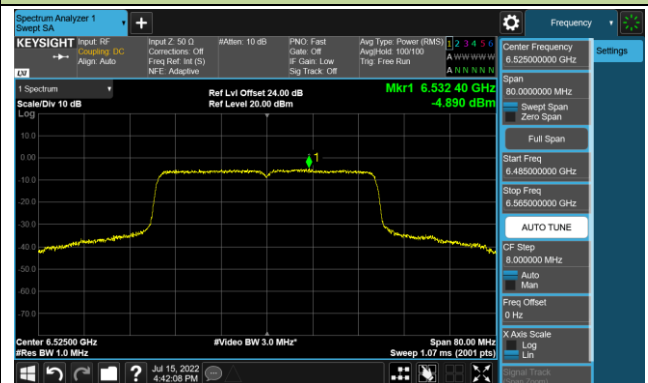 Spectrum Analyzer 1
Swept SA
+
Frequency
KEYSIGHT
Input: RF
Coupling: DC
Align: Auto
Input Z: 50 Ω
Corrections: Off
Freq Ref: Int (S)
NFE: Adaptive
#Atten: 10 dB
PNO: Fast
Gate: Off
IF Gain: Low
Sig Track: Off
Avg Type: Power (RMS)
Avg|Hold: 100/100
Trig: Free Run
1 2 3 4 5 6
A W W W W W
A N N N N N
LXI
Center Frequency
6.525000000 GHz
Settings
1 Spectrum
Scale/Div 10 dB
Ref Lvl Offset 24.00 dB
Ref Level 20.00 dBm
Mkr1 6.532 40 GHz
-4.890 dBm
Span
80.0000000 MHz
Swept Span
Zero Span
Full Span
Start Freq
6.485000000 GHz
Stop Freq
6.565000000 GHz
AUTO TUNE
CF Step
8.000000 MHz
Auto
Man
Freq Offset
0 Hz
X Axis Scale
Log
Lin
Signal Track
Log
10.0
0.00
-10.0
-20.0
-30.0
-40.0
-50.0
-60.0
-70.0
1
Center 6.52500 GHz
#Res BW 1.0 MHz
#Video BW 3.0 MHz*
Span 80.00 MHz
Sweep 1.07 ms (2001 pts)
?
Jul 15, 2022
4:42:08 PM